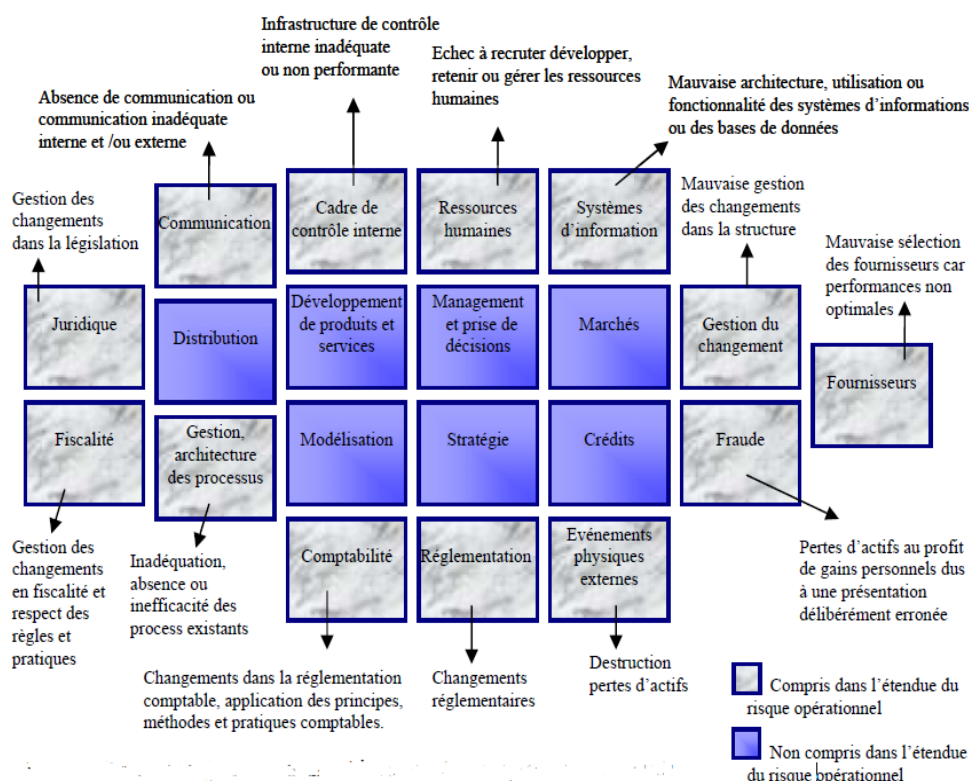 Infrastructure de contrôle
interne inadéquate
ou non performante
Echec à recruter développer,
retenir ou gérer les ressources
humaines
Mauvaise architecture, utilisation ou
fonctionnalité des systèmes d'informations
ou des bases de données
Absence de communication ou
communication inadéquate
interne et /ou externe
Gestion des
changements
dans la législation
Mauvaise gestion
des changements
dans la structure
Mauvaise sélection
des fournisseurs car
performances non
optimales
Communication
Cadre de
contrôle interne
Ressources
humaines
Systèmes
d'information
Juridique
Distribution
Développement
de produits et
services
Management
et prise de
décisions
Marchés
Gestion du
changement
Fournisseurs
Fiscalité
Gestion,
architecture
des processus
Modélisation
Stratégie
Crédits
Fraude
Comptabilité
Réglementation
Evénements
physiques
externes
Gestion des
changements
en fiscalité et
respect des
règles et
pratiques
Inadéquation,
absence ou
inefficacité des
process existants
Pertes d'actifs au profit
de gains personnels dus
à une présentation
délibérément erronée
Changements dans la réglementation
comptable, application des principes,
méthodes et pratiques comptables.
Changements
réglementaires
Destruction
pertes d'actifs
Compris dans l'étendue du
risque opérationnel
Non compris dans l'étendue
du risque opérationnel